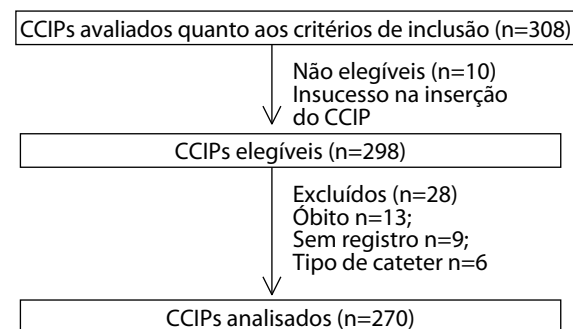 CCIPs avaliados quanto aos critérios de inclusão (n=308)
Não elegíveis (n=10)
Insucesso na inserção
do CCIP
CCIPs elegíveis (n=298)
Excluídos (n=28)
Óbito n=13;
Sem registro n=9;
Tipo de cateter n=6
CCIPs analisados (n=270)